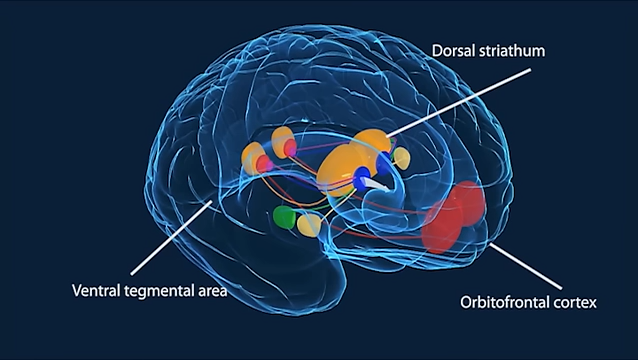 Dorsal striathum
Ventral tegmental area
Orbitofrontal cortex